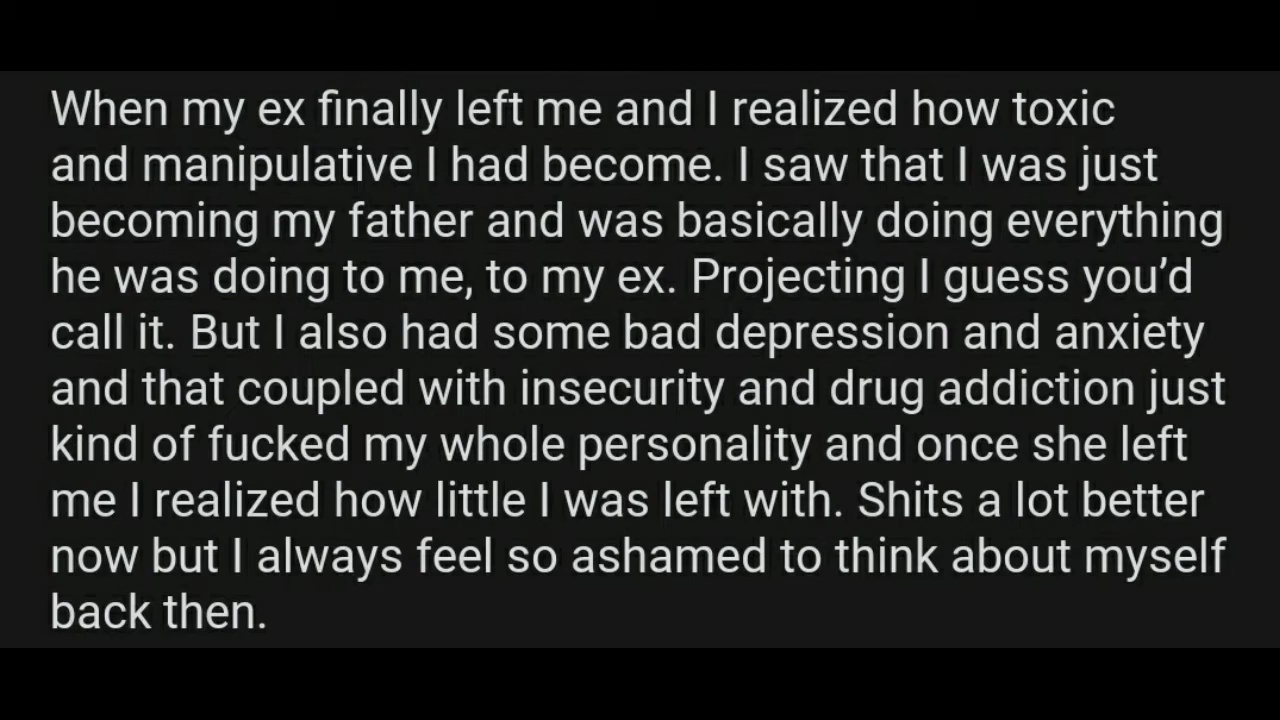 When my ex finally left me and I realized how toxic
and manipulative I had become. I saw that I was just
becoming my father and was basically doing everything
he was doing to me, to my ex. Projecting I guess you’d
call it. But I also had some bad depression and anxiety
and that coupled with insecurity and drug addiction just
kind of fucked my whole personality and once she left
me I realized how little I was left with. Shits a lot better
now but I always feel so ashamed to think about myself
back then.